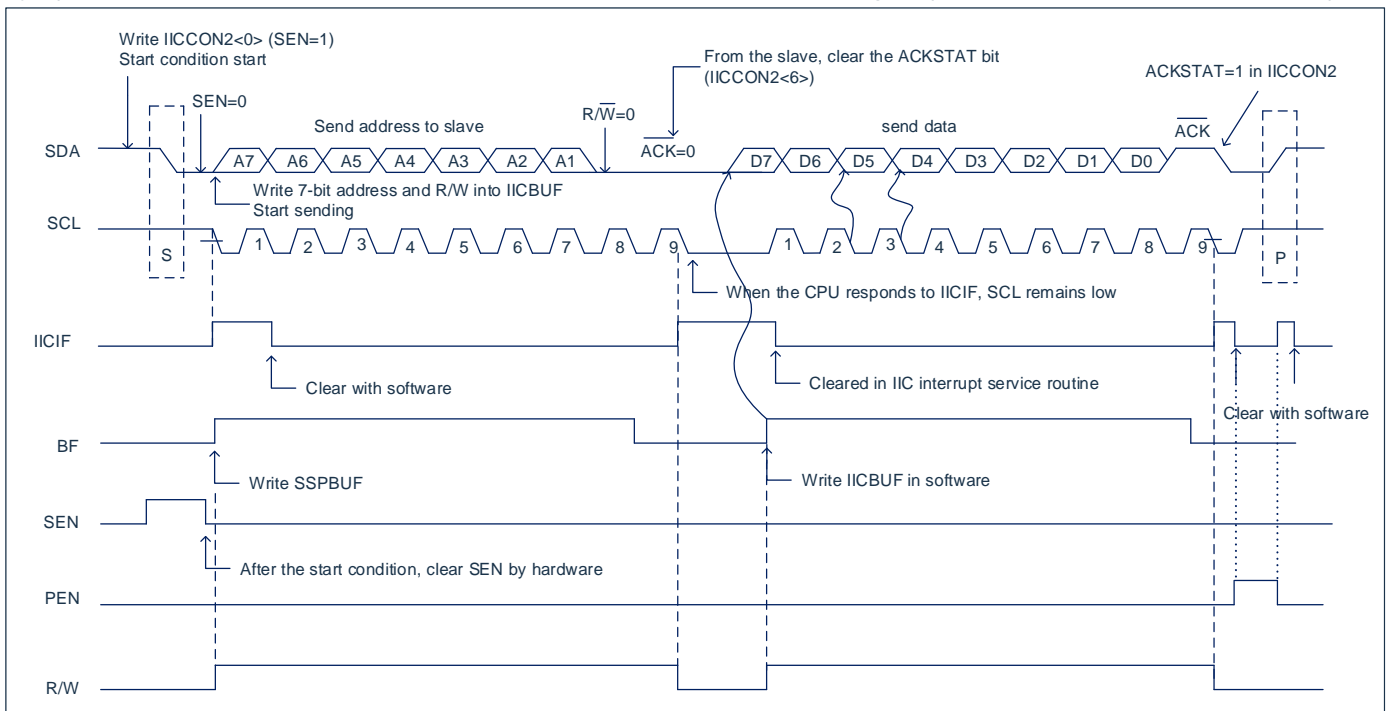 Write IICCON2<0> (SEN=1)
Start condition start
From the slave, clear the ACKSTAT bit
(IICCON2<6>)
ACKSTAT=1 in IICCON2
SEN=0
Send address to slave
R/W=0
ACK=0
send data
ACK
SDA
A7 A6 A5 A4 A3 A2 A1
D7 D6 D5 D4 D3 D2 D1 D0
Write 7-bit address and R/W into IICBUF
Start sending
SCL
S
1 2 3 4 5 6 7 8 9
1 2 3 4 5 6 7 8 9
P
When the CPU responds to IICIF, SCL remains low
IICIF
Clear with software
Cleared in IIC interrupt service routine
Clear with software
BF
Write SSPBUF
Write IICBUF in software
SEN
After the start condition, clear SEN by hardware
PEN
R/W